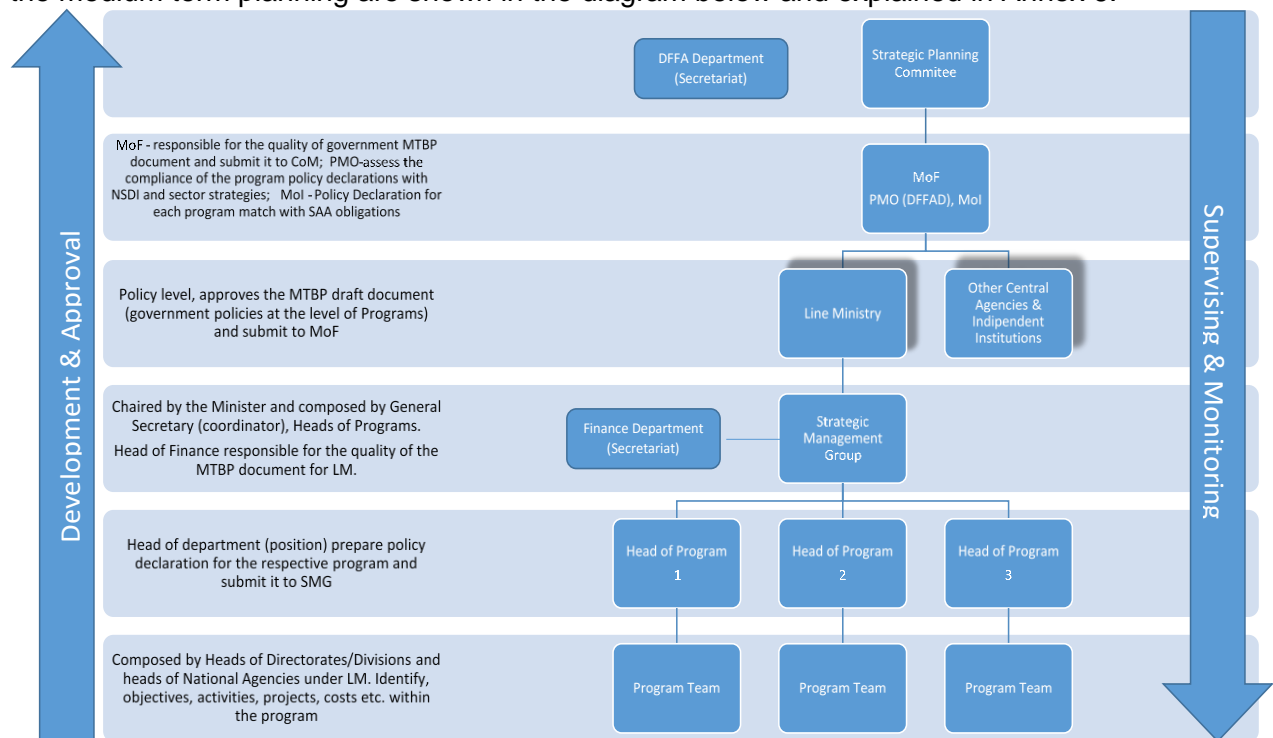 the medium term planning are shown in the diagram below and explained in Annex
DFFA Department
(Secretariat)
Strategic Planning
Commitee
MoF - responsible for the quality of government MTBP
document and submit it to CoM; PMO-assess the
compliance of the program policy declarations with
NSDI and sector strategies; MoI - Policy Declaration for
each program match with SAA obligations
MoF
PMO (DFFAD), MoI
Policy level, approves the MTBP draft document
(government policies at the level of Programs)
and submit to MoF
Line Ministry
Other Central
Agencies &
Indipendent
Institutions
Chaired by the Minister and composed by General
Secretary (coordinator), Heads of Programs.
Head of Finance responsible for the quality of the
MTBP document for LM.
Finance Department
(Secretariat)
Strategic
Management
Group
Head of department (position) prepare policy
declaration for the respective program and
submit it to SMG
Head of Program
1
Head of Program
2
Head of Program
3
Composed by Heads of Directorates/Divisions and
heads of National Agencies under LM. Identify,
objectives, activities, projects, costs etc. within
the program
Program Team
Program Team
Program Team
Development & Approval
Supervising & Monitoring